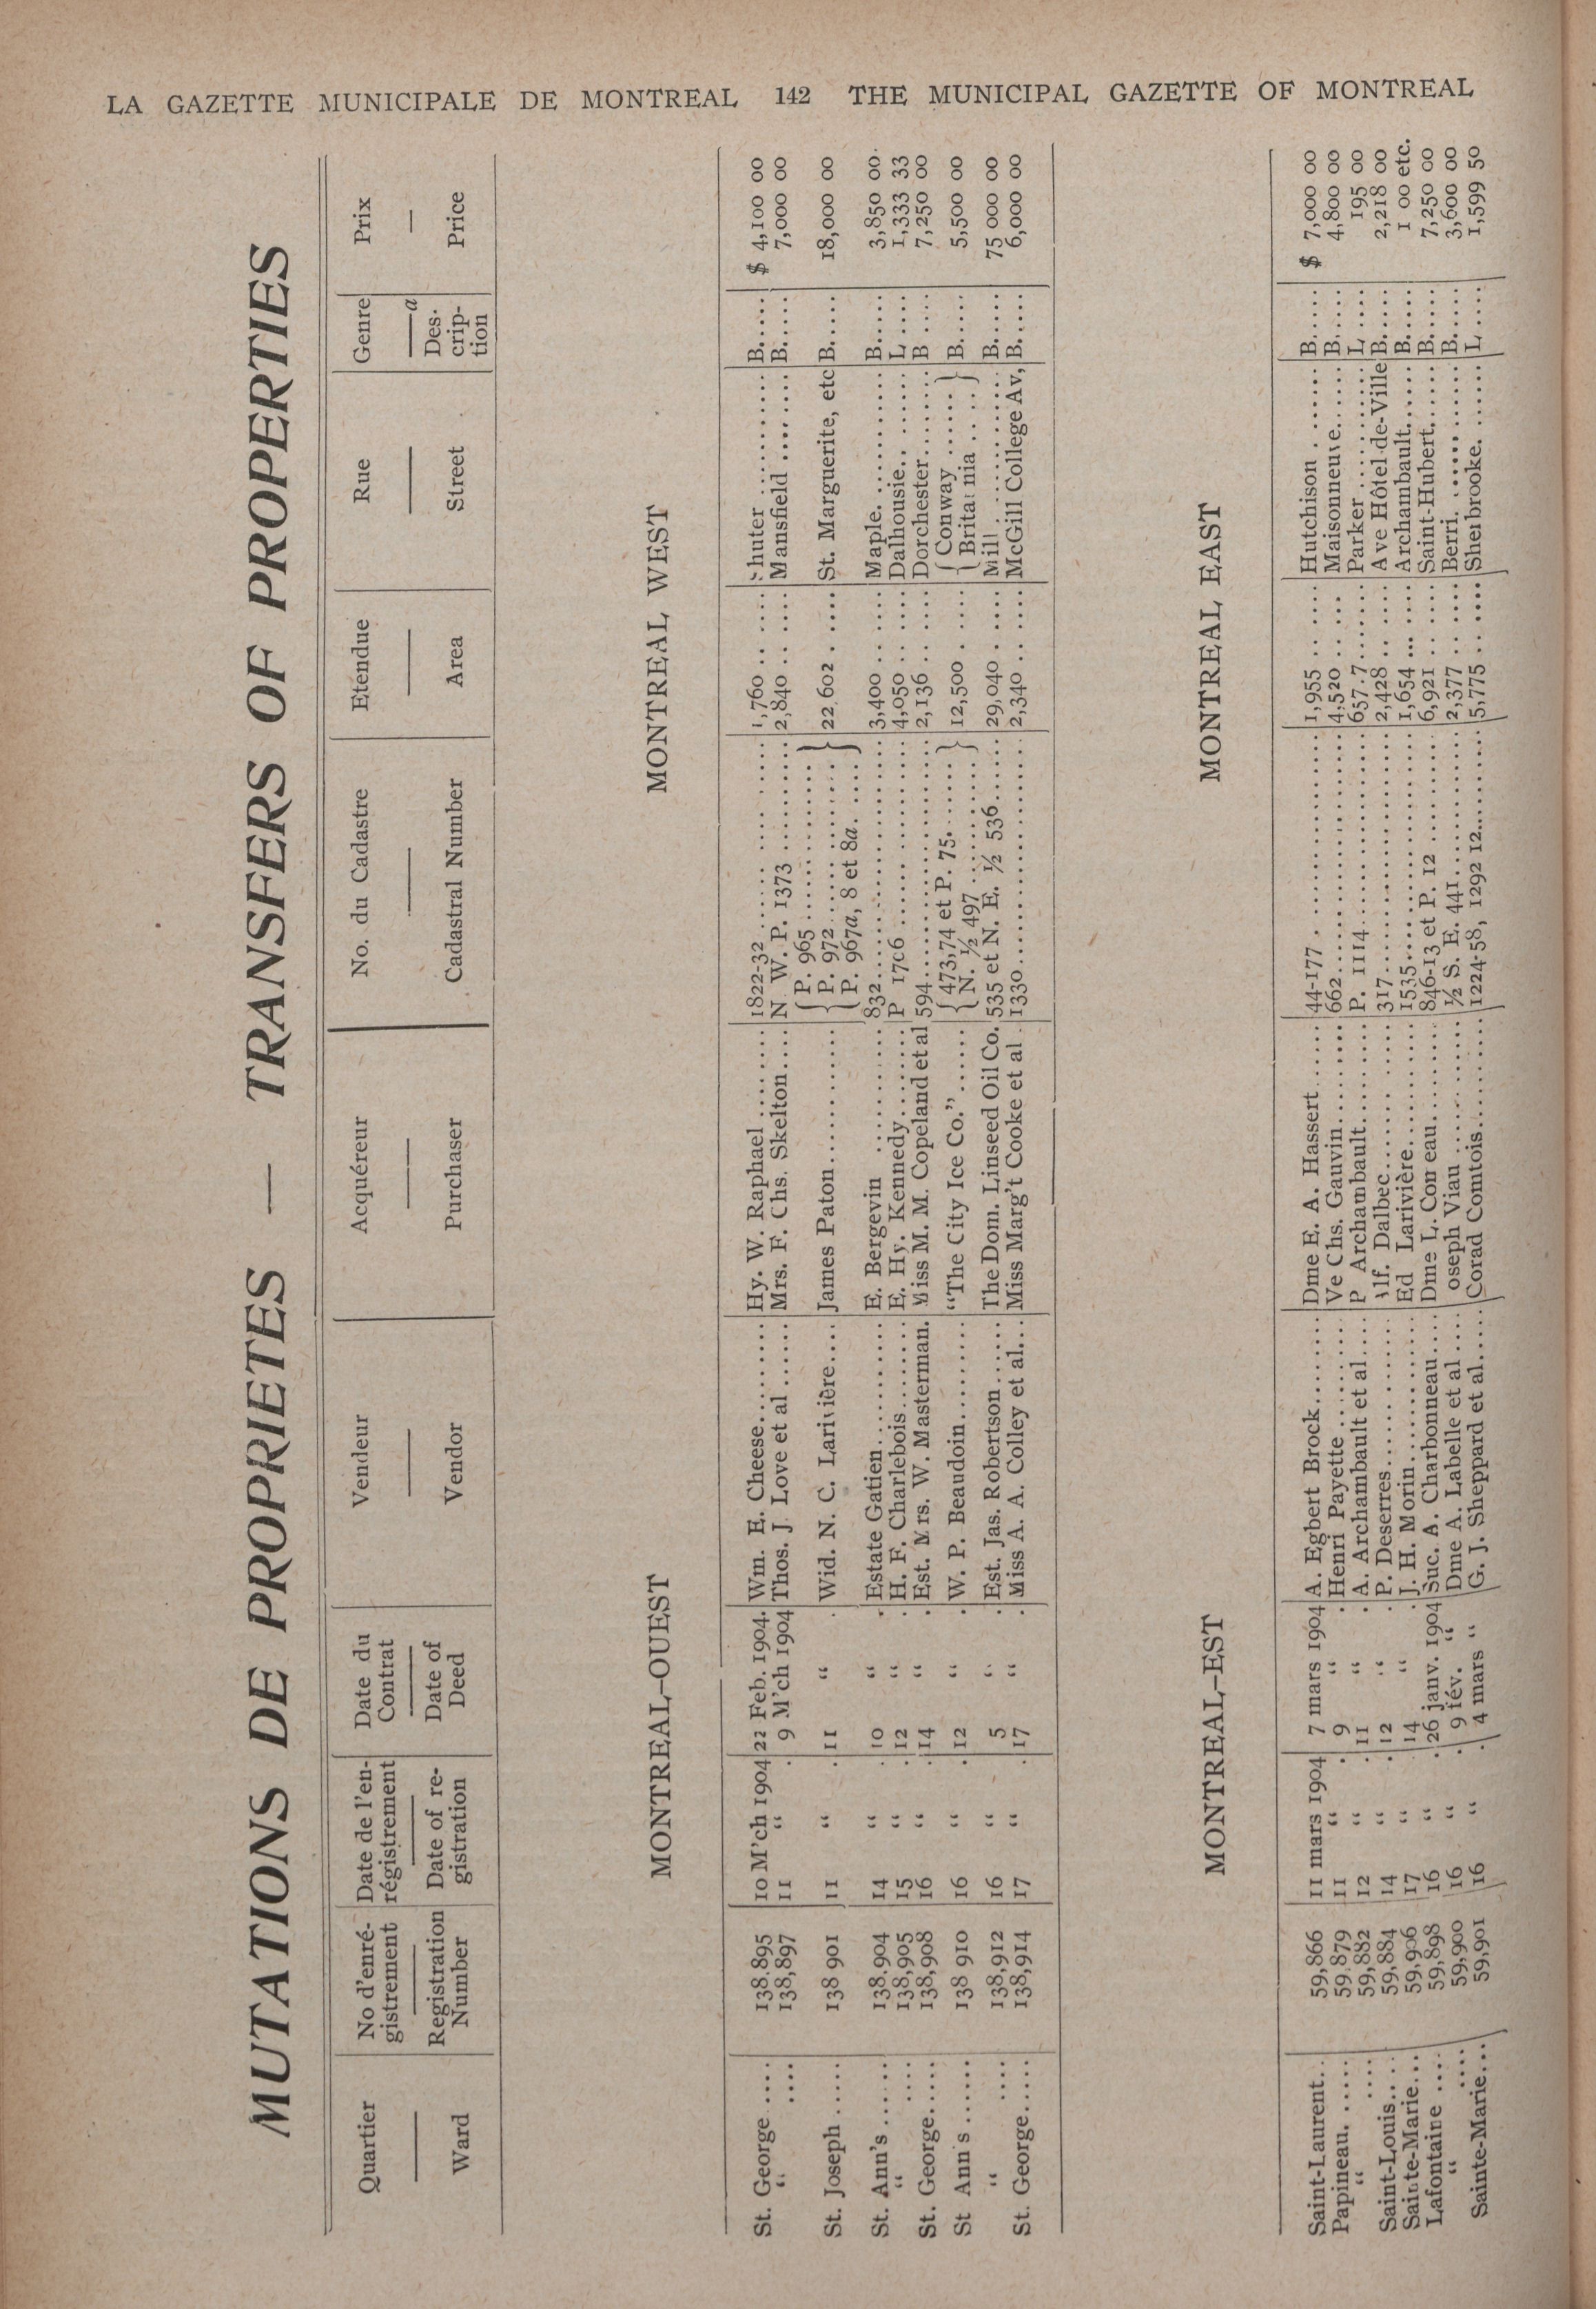 LA GAZETTE MUNICIPALE DE MONTREAL 142 THE MUNICIPAL GAZETTE OF MONTREAL
MUTATIONS DE PROPRIETES — TRANSFERS OF PROPERTIES
Quartier — Ward | No d'enré-gistrement — Registration Number | Date de l'en-régistrement — Date of re-gistration | Date du Contrat — Date of Deed | Vendeur — Vendor | Acquéreur — Purchaser | No. du Cadastre — Cadastral Number | Etendue — Area | Rue — Street | Genre — a Des-crip-tion | Prix — Price
MONTREAL-OUEST MONTREAL WEST
St. George .... 138.895 10 M'ch 1904 22 Feb. 1904. Wm. E. Cheese........ Hy. W. Raphael ........ 1822-32 ...... 1,760 .. .... Shuter .......... B..... $ 4,100 00
“ .... 138,897 11 “ . 9 M'ch 1904 Thos. J. Love et al ...... Mrs. F. Chs. Skelton..... N W. P. 1373 ......... 2,840 .. .... Mansfield ........ B..... 7,000 00
St. Joseph ..... 138 901 11 “ . 11 “ . Wid. N. C. Larivière.... James Paton........... { P. 965 ........... P. 972........... P. 967a, 8 et 8a...... } 22.602 . .... St. Marguerite, etc B..... 18,000 00
St. Ann's ...... 138.904 14 “ . 10 “ . Estate Gatien.......... E. Bergevin .......... 832............... 3,400 .. .... Maple........... B..... 3,850 00
“ .... 138,905 15 “ . 12 “ . H. F. Charlebois........ E. Hy. Kennedy........ P 1706 ............ 4,050 .. .... Dalhousie.. ...... L .... 1,333 33
St. George..... 138,908 16 “ . 14 “ . Est. Mrs. W. Masterman. Miss M. M. Copeland et al 594.............. 2,136 .. .... Dorchester....... B .... 7,250 00
St Ann's ...... 138 910 16 “ . 12 “ . W. P. Beaudoin......... “The City Ice Co.” ...... { 473,74 et P. 75....... N. ½ 497 ......... } 12,500 . .... { Conway ...... Britannia .. .... } B..... 5,500 00
“ .... 138,912 16 “ . 5 “ . Est. Jas. Robertson...... The Dom. Linseed Oil Co. 535 et N. E. ½ 536...... 29,040 . .... Mill ........... B..... 75 000 00
St. George..... 138,914 17 “ . 17 “ . Miss A. A. Colley et al... Miss Marg't Cooke et al . 1330.............. 2,340 .. .... McGill College Av, B..... 6,000 00
MONTREAL-EST MONTREAL EAST
Saint-Laurent.. 59,866 11 mars 1904 7 mars 1904 A. Egbert Brock........ Dme E. A. Hassert...... 44-177 . ............ 1,955 .. .... Hutchison . ...... B..... $ 7,000 00
Papineau. ..... 59.879 11 “ . 9 “ . Henri Payette ........ Ve Chs. Gauvin......... 662............... 4,520 .. ... Maisonneuve...... B..... 4,800 00
“ .... 59,882 12 “ . 11 “ . A. Archambault et al .... P Archambault......... P. 1114............ 657.7....... Parker .......... L .... 195 00
Saint-Louis.. .. 59,884 14 “ . 12 “ . P. Deserres........... Alf. Dalbec........... 317............... 2,428 .. .... Ave Hôtel-de-Ville B..... 2,218 00
Sainte-Marie... 59,906 17 “ . 14 “ . J. H. Morin........... Ed Larivière.......... 1535.............. 1,654 ... .... Archambault...... B..... 1 00 etc.
Lafontaine .... 59,898 16 “ . 26 janv. 1904 Suc. A. Charbonneau.... Dme L. Comeau......... 846-13 et P. 12 ........ 6,921 .. .... Saint-Hubert...... B..... 7,250 00
“ .... 59,900 16 “ . 9 fév. “ Dme A. Labelle et al .... oseph Viau ......... ½ S. E. 441........... 2,377 .. .... Berri. ........... B..... 3,600 00
Sainte-Marie... 59,901 16 “ . 4 mars “ G. J. Sheppard et al..... Corad Comtois......... 1224-58, 1292 12........ 5,775 .. .... Sherbrooke. ...... L ..... 1,599 50